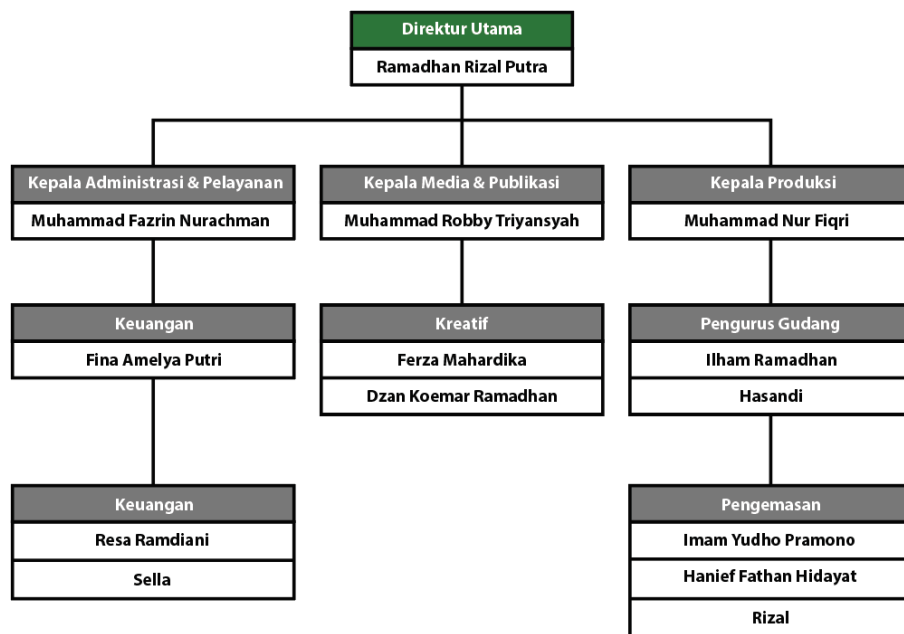 Direktur Utama
Ramadhan Rizal Putra
Kepala Administrasi & Pelayanan
Muhammad Fazrin Nurachman
Kepala Media & Publikasi
Muhammad Robby Triyansyah
Kepala Produksi
Muhammad Nur Fiqri
Keuangan
Fina Amelya Putri
Kreatif
Ferza Mahardika
Dzan Koemar Ramadhan
Pengurus Gudang
Ilham Ramadhan
Hasandi
Keuangan
Resa Ramdiani
Sella
Pengemasan
Imam Yudho Pramono
Hanief Fathan Hidayat
Rizal